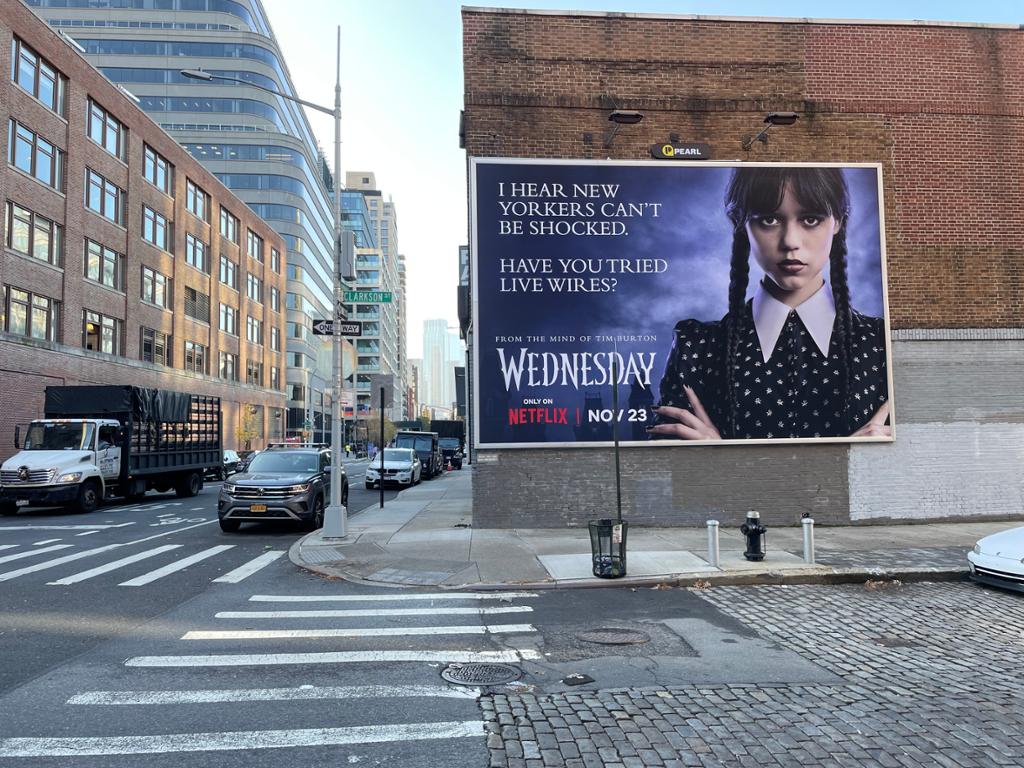 PEARL
I HEAR NEW
YORKERS CAN'T
BE SHOCKED.
HAVE YOU TRIED
LIVE WIRES?
FROM THE MIND OF TIM BURTON
WEDNESDAY
ONLY ON
NETFLIX | NOV 23
CLARKSON ST
ONE WAY